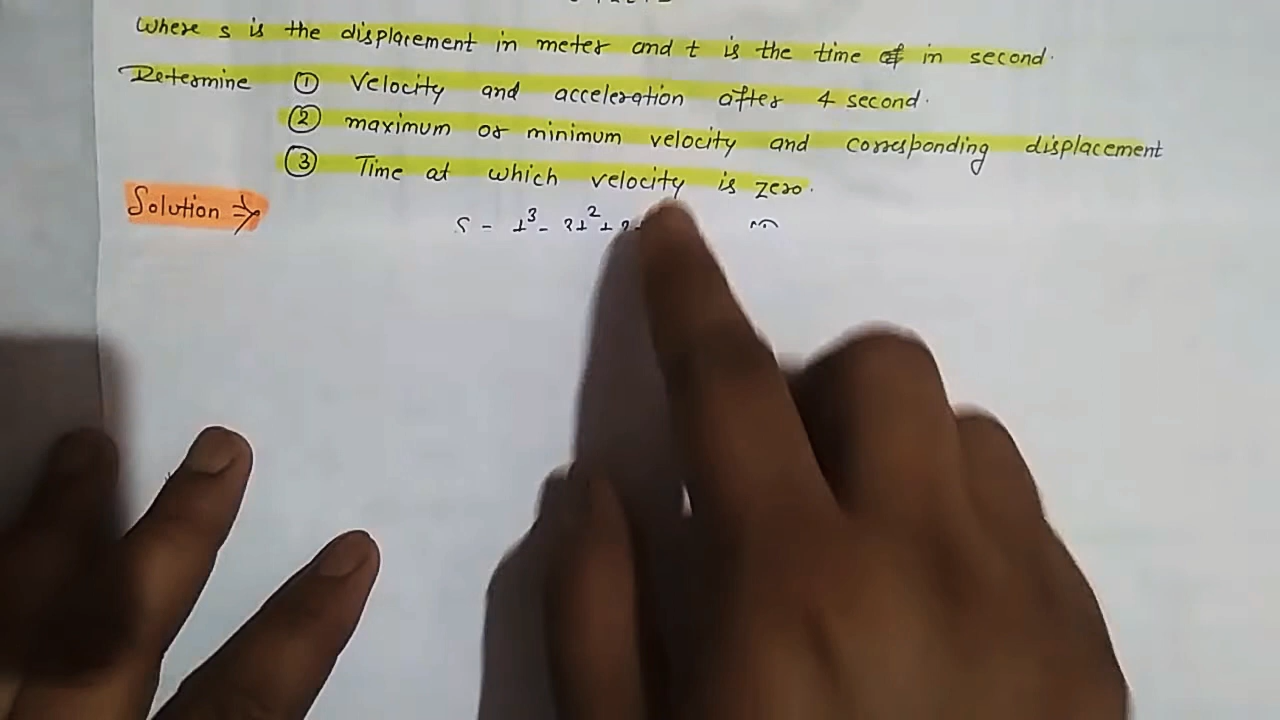 where s is the displacement in meter and t is the time in second.
Determine ① Velocity and acceleration after 4 second.
② maximum or minimum velocity and corresponding displacement
③ Time at which velocity is zero.
Solution ⇒